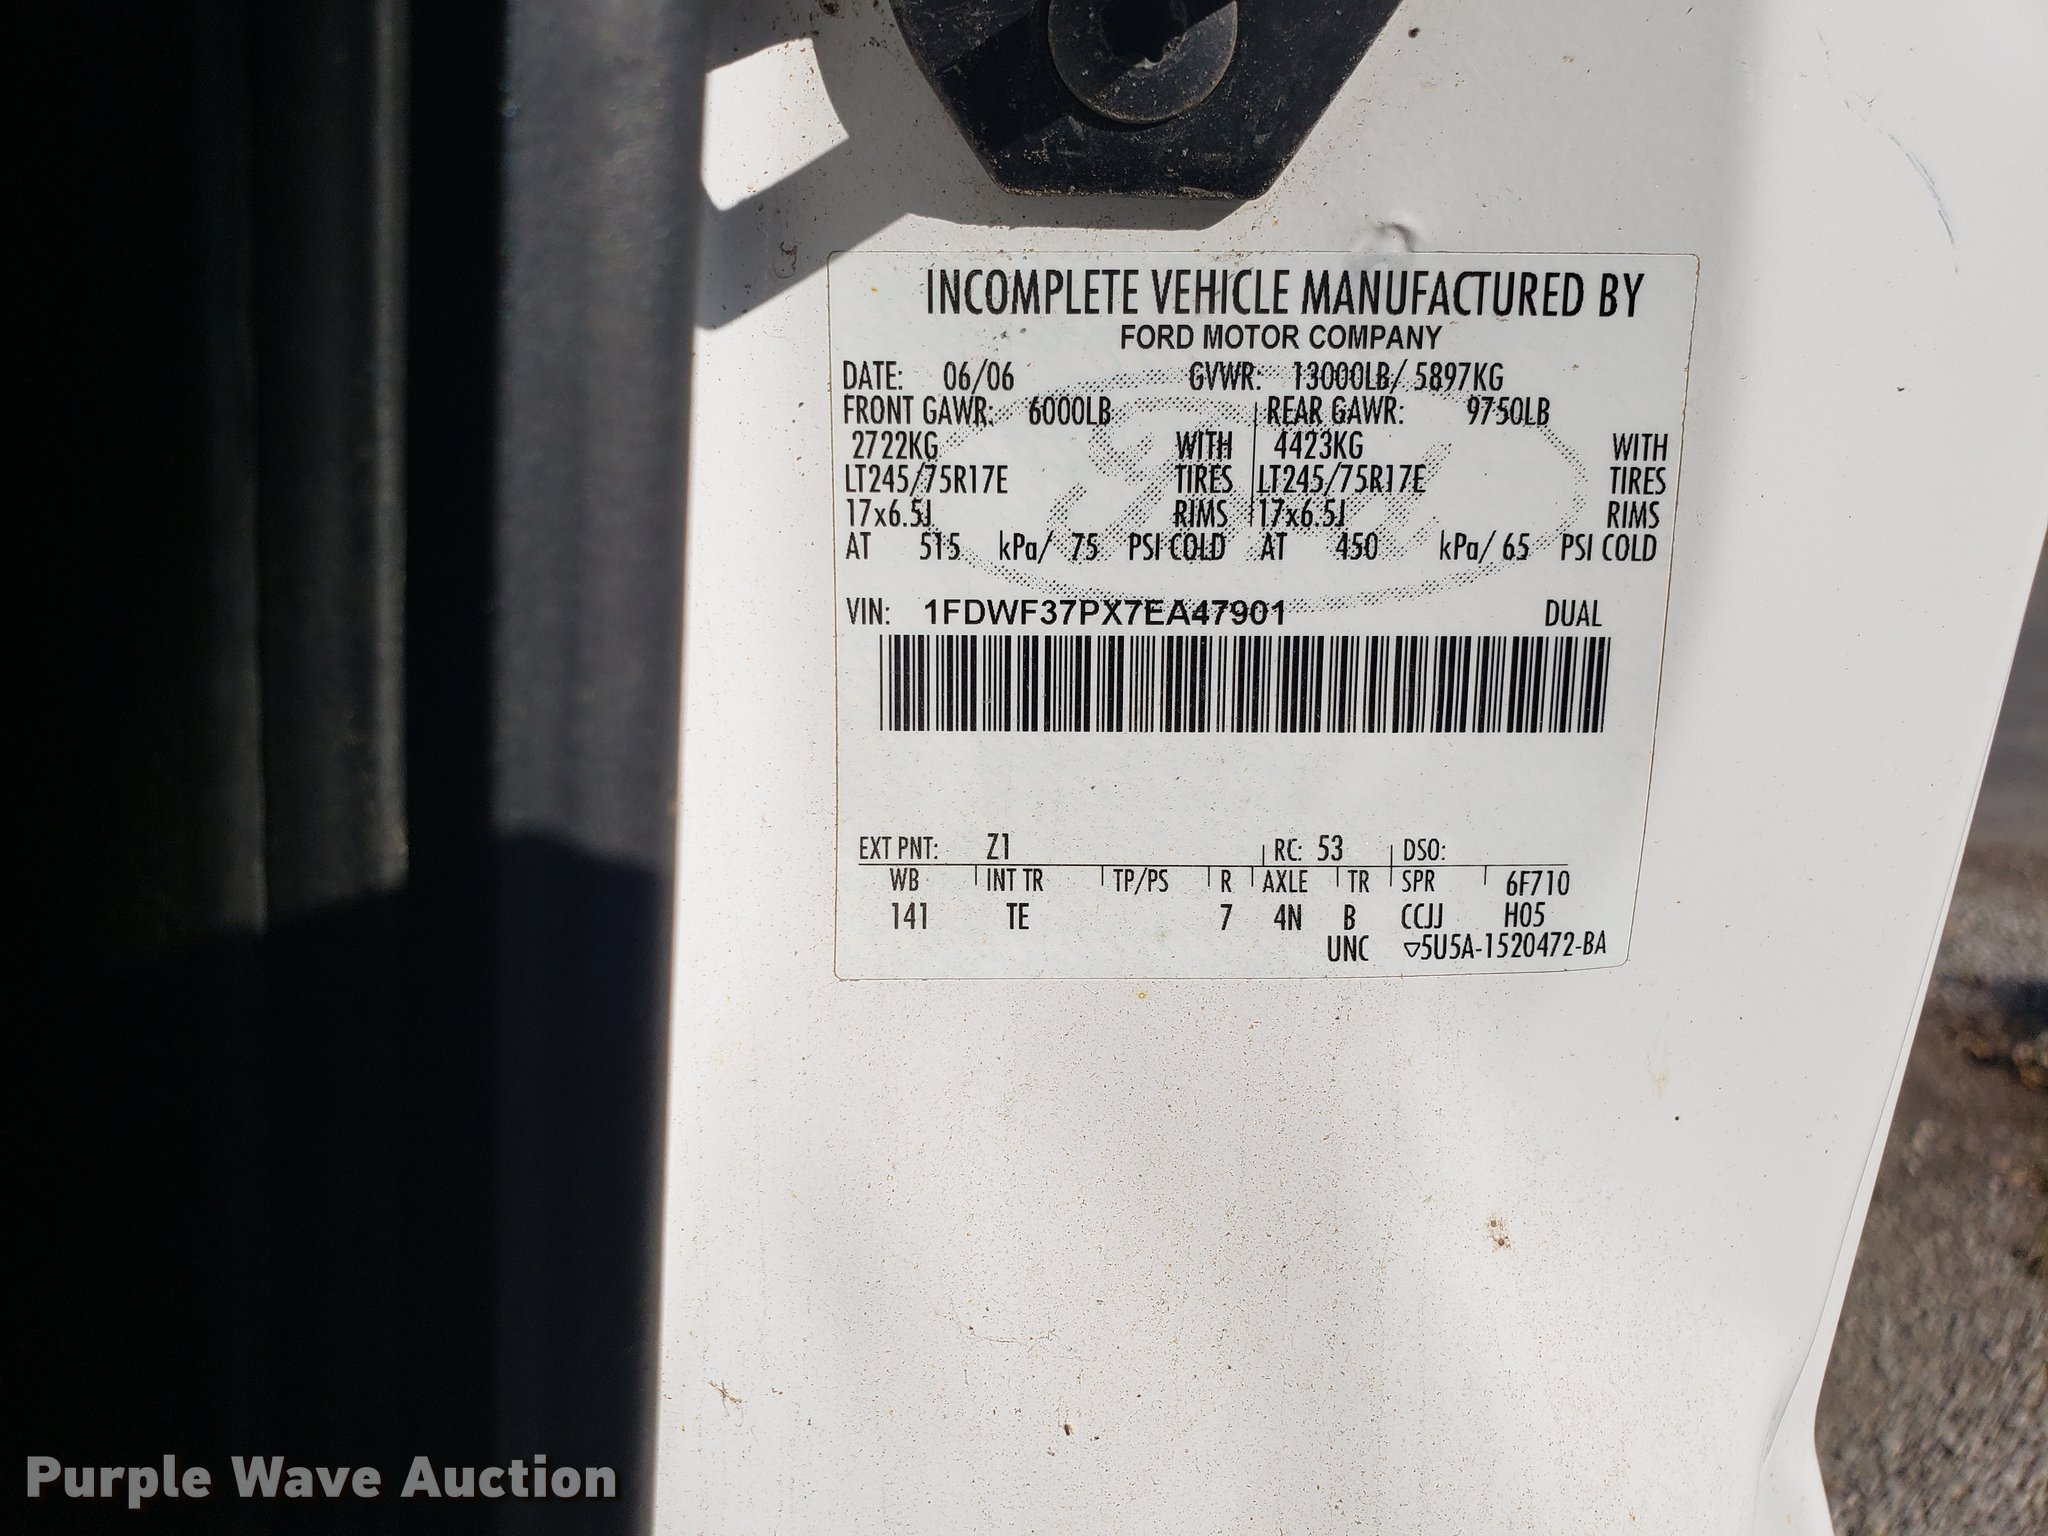 INCOMPLETE VEHICLE MANUFACTURED BY
FORD MOTOR COMPANY
DATE: 06/06 GVWR: 13000LB/ 5897KG
FRONT GAWR: 6000LB REAR GAWR: 9750LB
2722KG WITH 4423KG WITH
LT245/75R17E TIRES LT245/75R17E TIRES
17x6.5J RIMS 17x6.5J RIMS
AT 515 kPa/ 75 PSI COLD AT 450 kPa/ 65 PSI COLD
VIN: 1FDWF37PX7EA47901 DUAL
EXT PNT: Z1 RC: 53 DSO:
WB INT TR TP/PS R AXLE TR SPR 6F710
141 TE 7 4N B CCJJ H05
UNC ▽5U5A-1520472-BA
Purple Wave Auction